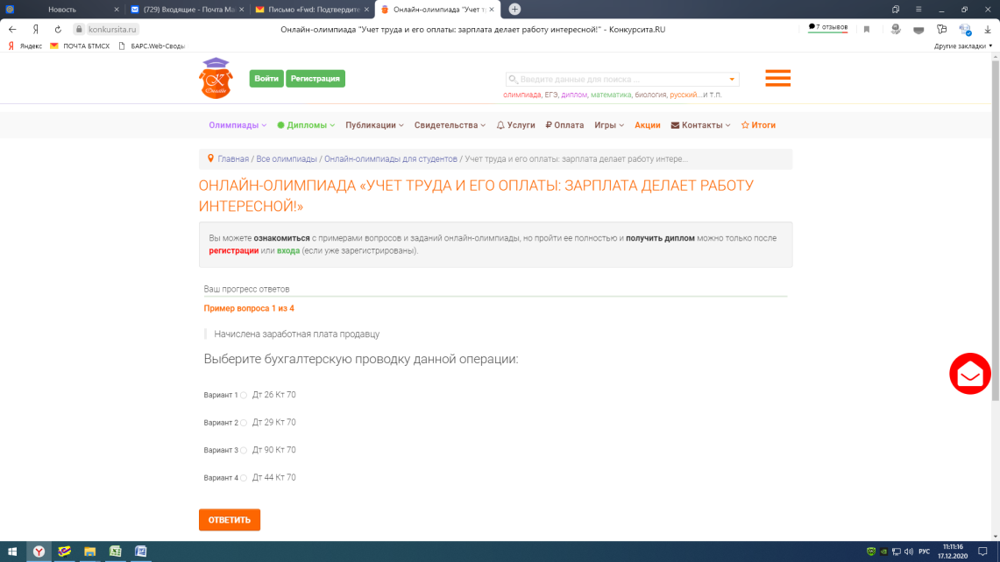 Новость
(729) Входящие - Почта Ma
Письмо «Fwd: Подтвердите
Онлайн-олимпиада "Учет т
konkursita.ru
Онлайн-олимпиада "Учет труда и его оплаты: зарплата делает работу интересной!" - Конкурсита.RU
7 отзывов
Яндекс
ПОЧТА БТМСХ
БАРС.Web-Своды
Другие закладки
Войти
Регистрация
Введите данные для поиска ...
олимпиада, ЕГЭ, диплом, математика, биология, русский...и т.п.
Олимпиады
Дипломы
Публикации
Свидетельства
Услуги
₽ Оплата
Игры
Акции
Контакты
Итоги
Главная / Все олимпиады / Онлайн-олимпиады для студентов / Учет труда и его оплаты: зарплата делает работу интере...
ОНЛАЙН-ОЛИМПИАДА «УЧЕТ ТРУДА И ЕГО ОПЛАТЫ: ЗАРПЛАТА ДЕЛАЕТ РАБОТУ
ИНТЕРЕСНОЙ!»
Вы можете ознакомиться с примерами вопросов и заданий онлайн-олимпиады, но пройти ее полностью и получить диплом можно только после
регистрации или входа (если уже зарегистрированы).
Ваш прогресс ответов
Пример вопроса 1 из 4
Начислена заработная плата продавцу
Выберите бухгалтерскую проводку данной операции:
Вариант 1 Дт 26 Кт 70
Вариант 2 Дт 29 Кт 70
Вариант 3 Дт 90 Кт 70
Вариант 4 Дт 44 Кт 70
ОТВЕТИТЬ
РУС
11:11:16
17.12.2020